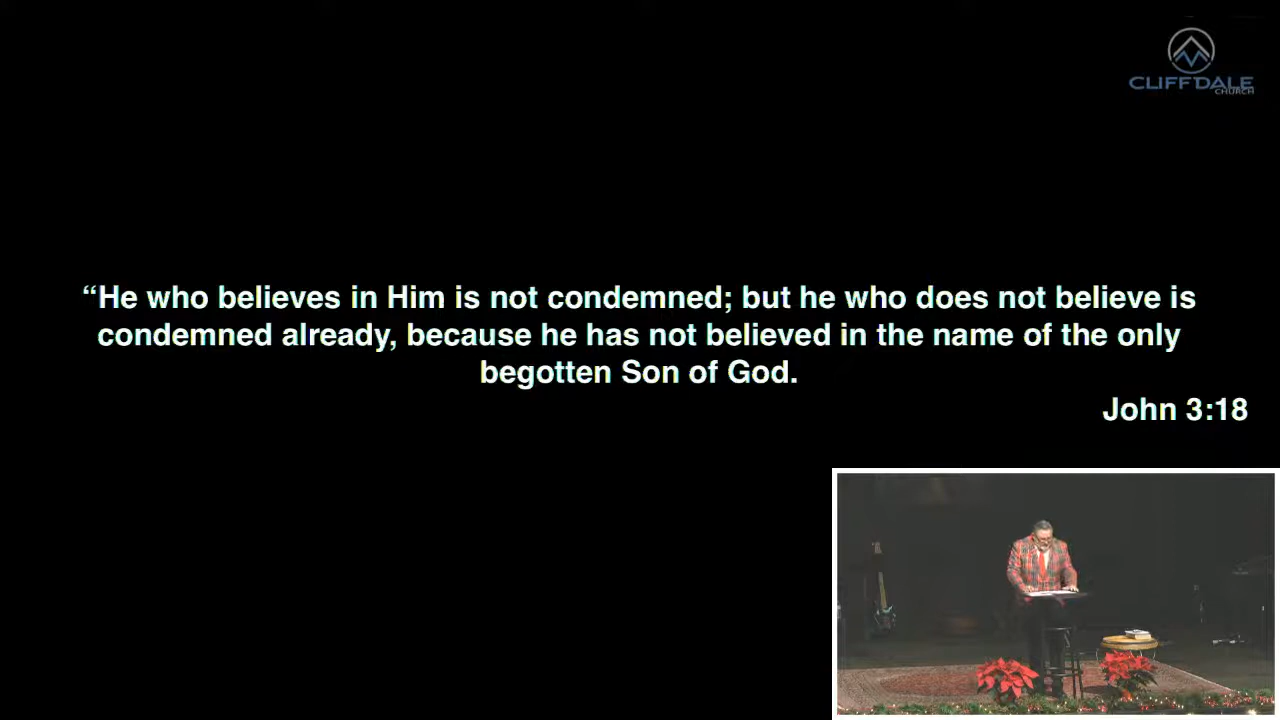 CLIFFDALE
CHURCH
“He who believes in Him is not condemned; but he who does not believe is
condemned already, because he has not believed in the name of the only
begotten Son of God.
John 3:18